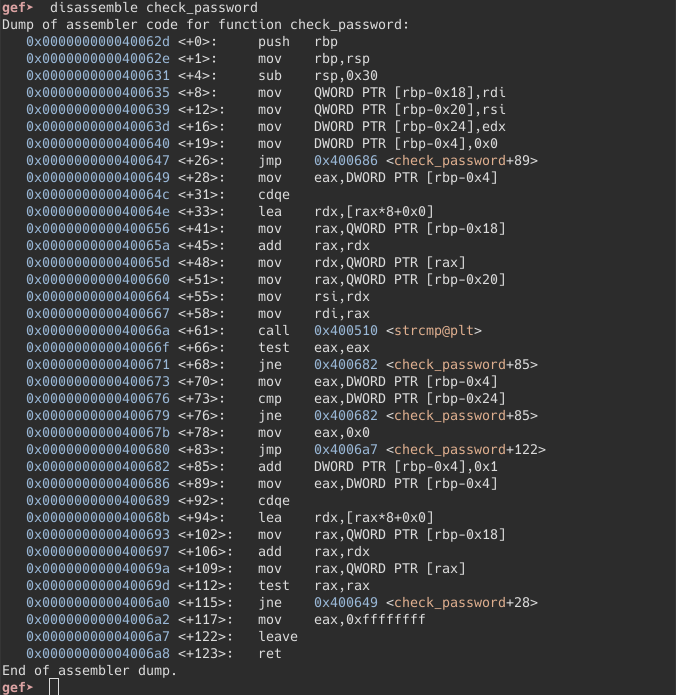 gef➤  disassemble check_password
Dump of assembler code for function check_password:
   0x000000000040062d <+0>:     push   rbp
   0x000000000040062e <+1>:     mov    rbp,rsp
   0x0000000000400631 <+4>:     sub    rsp,0x30
   0x0000000000400635 <+8>:     mov    QWORD PTR [rbp-0x18],rdi
   0x0000000000400639 <+12>:    mov    QWORD PTR [rbp-0x20],rsi
   0x000000000040063d <+16>:    mov    DWORD PTR [rbp-0x24],edx
   0x0000000000400640 <+19>:    mov    DWORD PTR [rbp-0x4],0x0
   0x0000000000400647 <+26>:    jmp    0x400686 <check_password+89>
   0x0000000000400649 <+28>:    mov    eax,DWORD PTR [rbp-0x4]
   0x000000000040064c <+31>:    cdqe
   0x000000000040064e <+33>:    lea    rdx,[rax*8+0x0]
   0x0000000000400656 <+41>:    mov    rax,QWORD PTR [rbp-0x18]
   0x000000000040065a <+45>:    add    rax,rdx
   0x000000000040065d <+48>:    mov    rdx,QWORD PTR [rax]
   0x0000000000400660 <+51>:    mov    rax,QWORD PTR [rbp-0x20]
   0x0000000000400664 <+55>:    mov    rsi,rdx
   0x0000000000400667 <+58>:    mov    rdi,rax
   0x000000000040066a <+61>:    call   0x400510 <strcmp@plt>
   0x000000000040066f <+66>:    test   eax,eax
   0x0000000000400671 <+68>:    jne    0x400682 <check_password+85>
   0x0000000000400673 <+70>:    mov    eax,DWORD PTR [rbp-0x4]
   0x0000000000400676 <+73>:    cmp    eax,DWORD PTR [rbp-0x24]
   0x0000000000400679 <+76>:    jne    0x400682 <check_password+85>
   0x000000000040067b <+78>:    mov    eax,0x0
   0x0000000000400680 <+83>:    jmp    0x4006a7 <check_password+122>
   0x0000000000400682 <+85>:    add    DWORD PTR [rbp-0x4],0x1
   0x0000000000400686 <+89>:    mov    eax,DWORD PTR [rbp-0x4]
   0x0000000000400689 <+92>:    cdqe
   0x000000000040068b <+94>:    lea    rdx,[rax*8+0x0]
   0x0000000000400693 <+102>:   mov    rax,QWORD PTR [rbp-0x18]
   0x0000000000400697 <+106>:   add    rax,rdx
   0x000000000040069a <+109>:   mov    rax,QWORD PTR [rax]
   0x000000000040069d <+112>:   test   rax,rax
   0x00000000004006a0 <+115>:   jne    0x400649 <check_password+28>
   0x00000000004006a2 <+117>:   mov    eax,0xffffffff
   0x00000000004006a7 <+122>:   leave
   0x00000000004006a8 <+123>:   ret
End of assembler dump.
gef➤